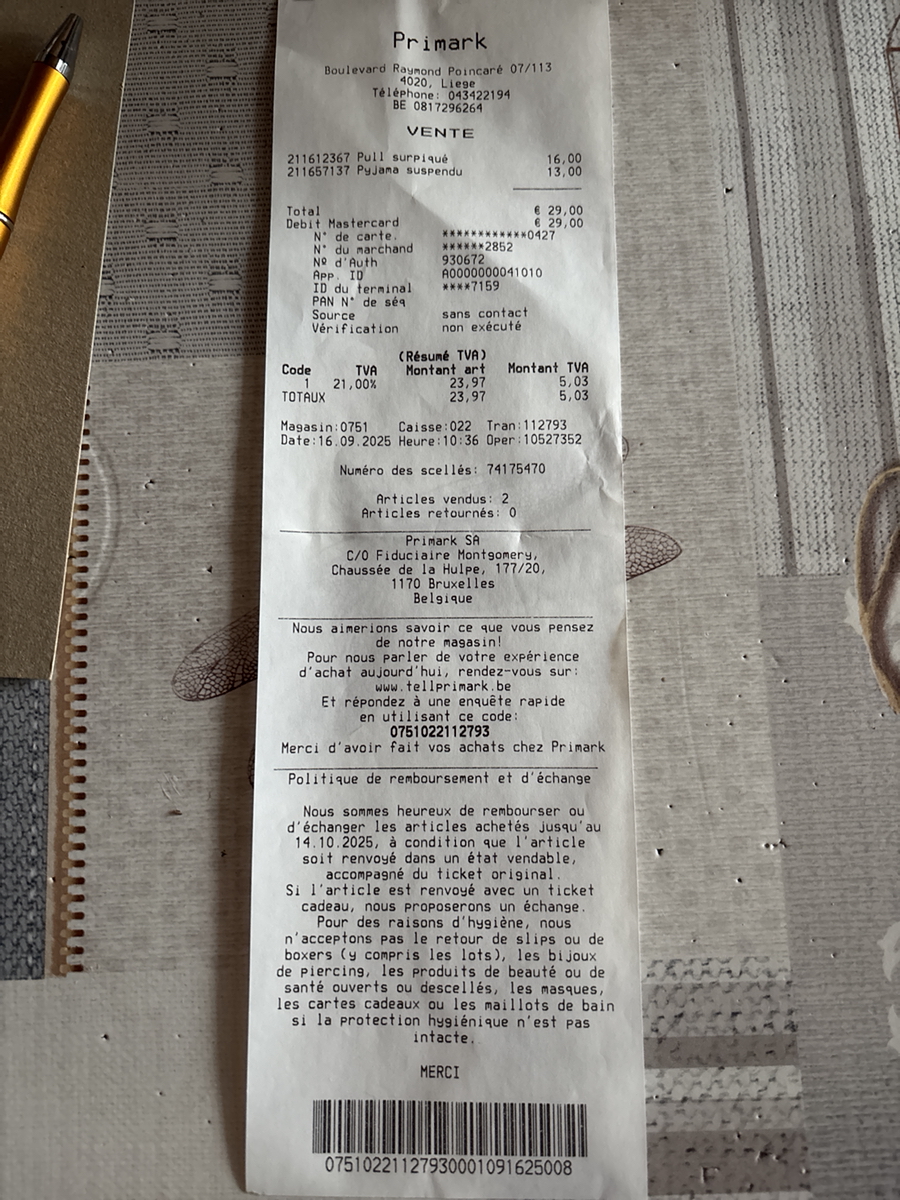 Primark
Boulevard Raymond Poincaré 07/113
4020, Liege
Téléphone: 043422194
BE 0817296264
VENTE
211612367 Pull surpiqué 16,00
211657137 Pyjama suspendu 13,00
Total € 29,00
Debit Mastercard € 29,00
N° de carte. ************0427
N° du marchand ******2852
Nº d'Auth 930672
App. ID A0000000041010
ID du terminal ****7159
PAN N° de séq
Source sans contact
Vérification non exécuté
(Résumé TVA)
Code TVA Montant art Montant TVA
1 21,00% 23,97 5,03
TOTAUX 23,97 5,03
Magasin:0751 Caisse:022 Tran:112793
Date:16.09.2025 Heure:10:36 Oper:10527352
Numéro des scellés: 74175470
Articles vendus: 2
Articles retournés: 0
Primark SA
C/O Fiduciaire Montgomery,
Chaussée de la Hulpe, 177/20,
1170 Bruxelles
Belgique
Nous aimerions savoir ce que vous pensez
de notre magasin!
Pour nous parler de votre expérience
d'achat aujourd'hui, rendez-vous sur:
www.tellprimark.be
Et répondez à une enquête rapide
en utilisant ce code:
0751022112793
Merci d'avoir fait vos achats chez Primark
Politique de remboursement et d'échange
Nous sommes heureux de rembourser ou
d'échanger les articles achetés jusqu'au
14.10.2025, à condition que l'article
soit renvoyé dans un état vendable,
accompagné du ticket original.
Si l'article est renvoyé avec un ticket
cadeau, nous proposerons un échange.
Pour des raisons d'hygiène, nous
n'acceptons pas le retour de slips ou de
boxers (y compris les lots), les bijoux
de piercing, les produits de beauté ou de
santé ouverts ou descellés, les masques,
les cartes cadeaux ou les maillots de bain
si la protection hygiénique n'est pas
intacte.
MERCI
07510221127930001091625008